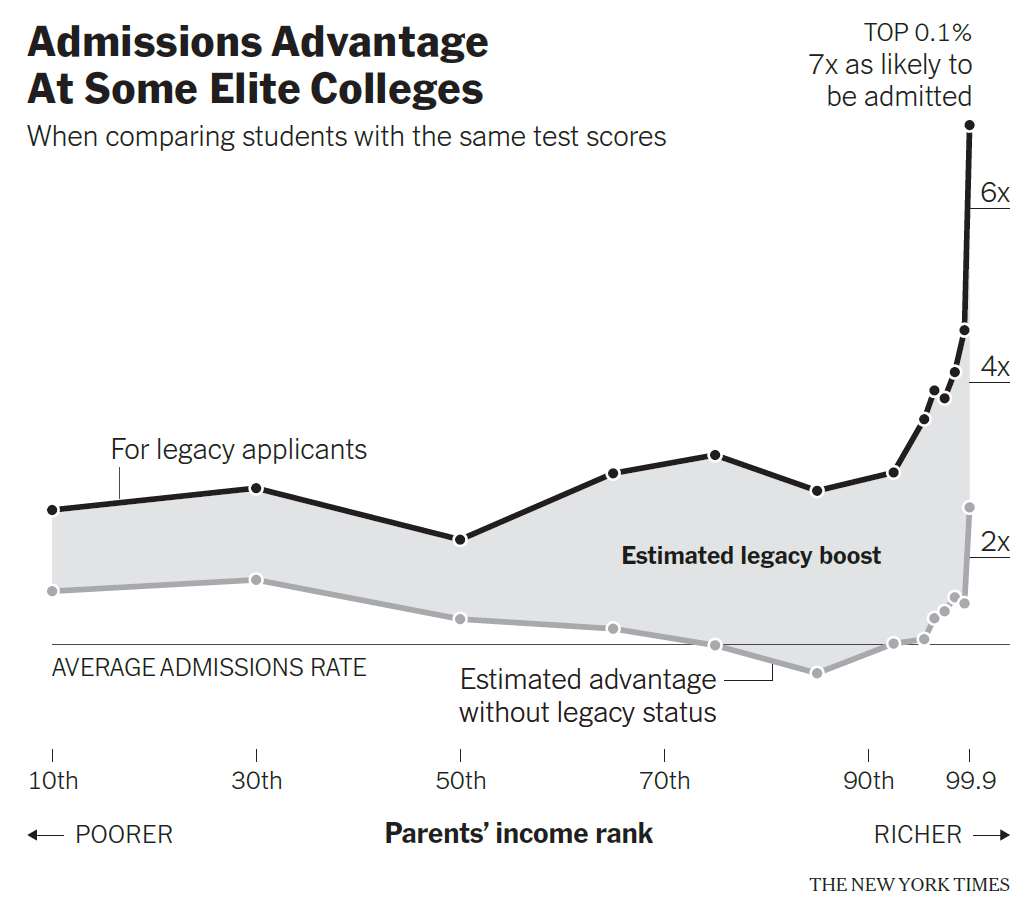 Admissions Advantage
At Some Elite Colleges
When comparing students with the same test scores
TOP 0.1%
7x as likely to
be admitted
6x
4x
For legacy applicants
2x
Estimated legacy boost
AVERAGE ADMISSIONS RATE
Estimated advantage
without legacy status
10th
30th
50th
70th
90th
99.9
POORER
Parents’ income rank
RICHER
THE NEW YORK TIMES